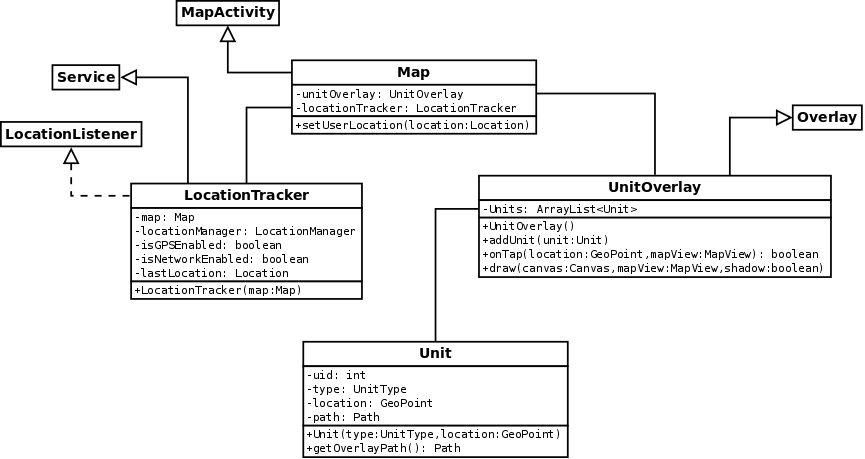 MapActivity
Map
-unitOverlay: UnitOverlay
-locationTracker: LocationTracker
+setUserLocation(location:Location)
Service
LocationListener
Overlay
LocationTracker
-map: Map
-locationManager: LocationManager
-isGPSEnabled: boolean
-isNetworkEnabled: boolean
-lastLocation: Location
+LocationTracker(map:Map)
UnitOverlay
-Units: ArrayList<Unit>
+UnitOverlay()
+addUnit(unit:Unit)
+onTap(location:GeoPoint,mapView:MapView): boolean
+draw(canvas:Canvas,mapView:MapView,shadow:boolean)
Unit
-uid: int
-type: UnitType
-location: GeoPoint
-path: Path
+Unit(type:UnitType,location:GeoPoint)
+getOverlayPath(): Path